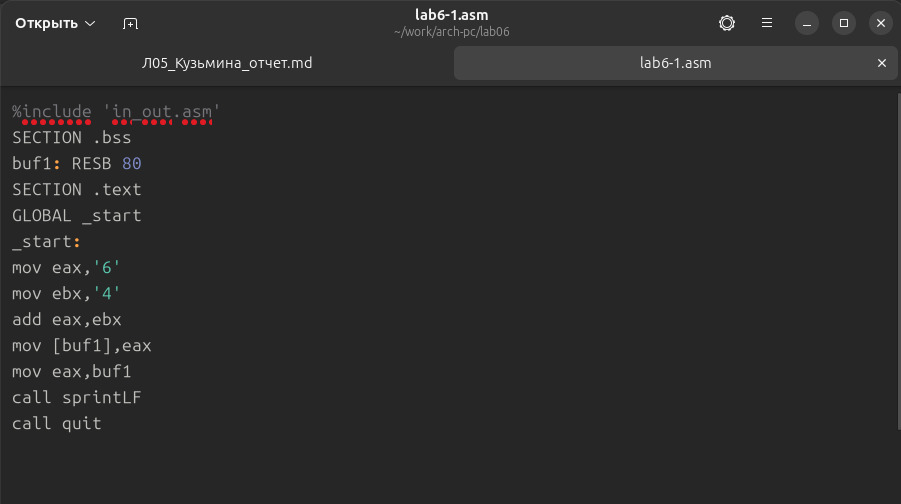 Открыть
lab6-1.asm
~/work/arch-pc/lab06
Л05_Кузьмина_отчет.md
lab6-1.asm
%include 'in_out.asm'
SECTION .bss
buf1: RESB 80
SECTION .text
GLOBAL _start
_start:
mov eax,'6'
mov ebx,'4'
add eax,ebx
mov [buf1],eax
mov eax,buf1
call sprintLF
call quit